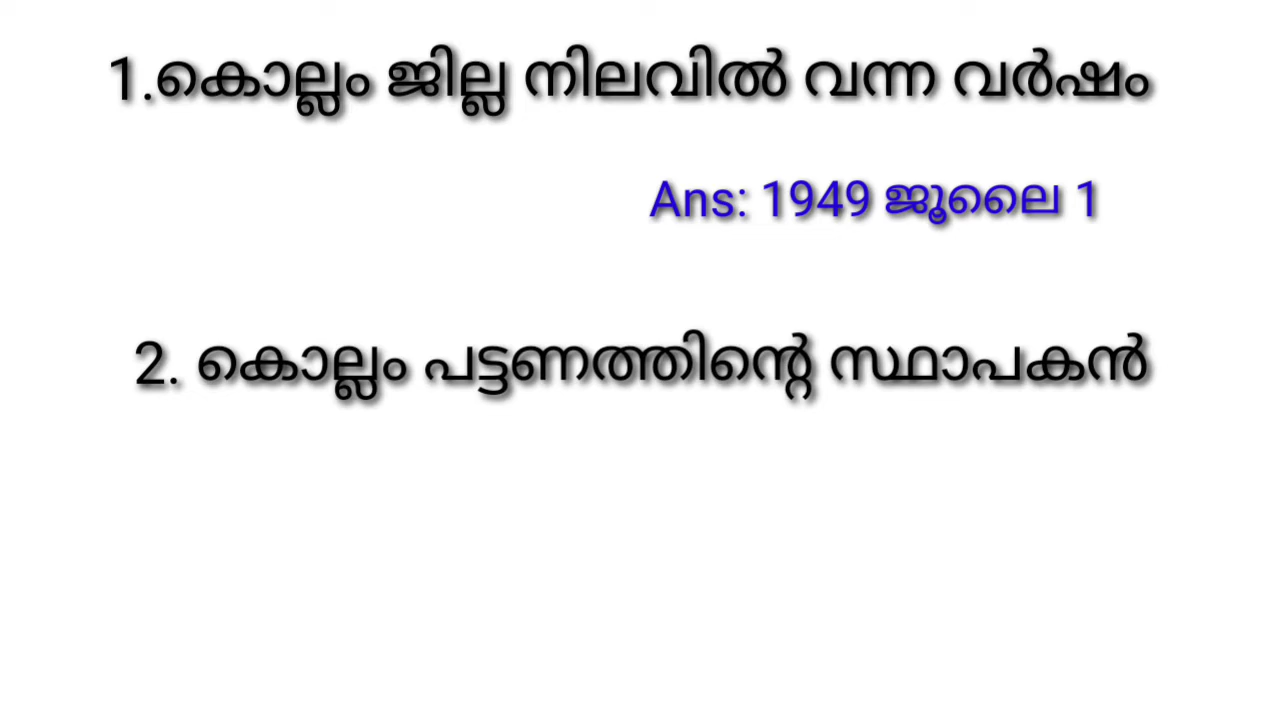 1.കൊല്ലം ജില്ല നിലവിൽ വന്ന വർഷം
Ans: 1949 ജൂലൈ 1
2. കൊല്ലം പട്ടണത്തിന്റെ സ്ഥാപകൻ